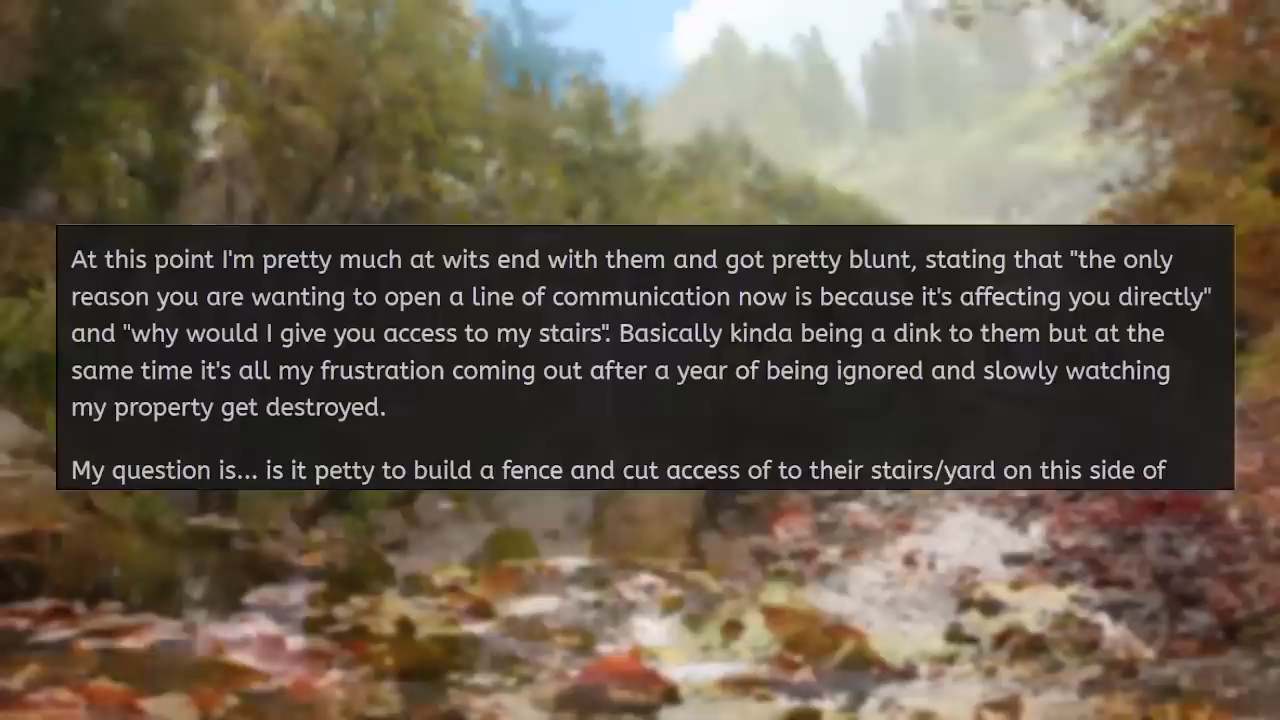 At this point I'm pretty much at wits end with them and got pretty blunt, stating that "the only
reason you are wanting to open a line of communication now is because it's affecting you directly"
and "why would I give you access to my stairs". Basically kinda being a dink to them but at the
same time it's all my frustration coming out after a year of being ignored and slowly watching
my property get destroyed.
My question is... is it petty to build a fence and cut access of to their stairs/yard on this side of